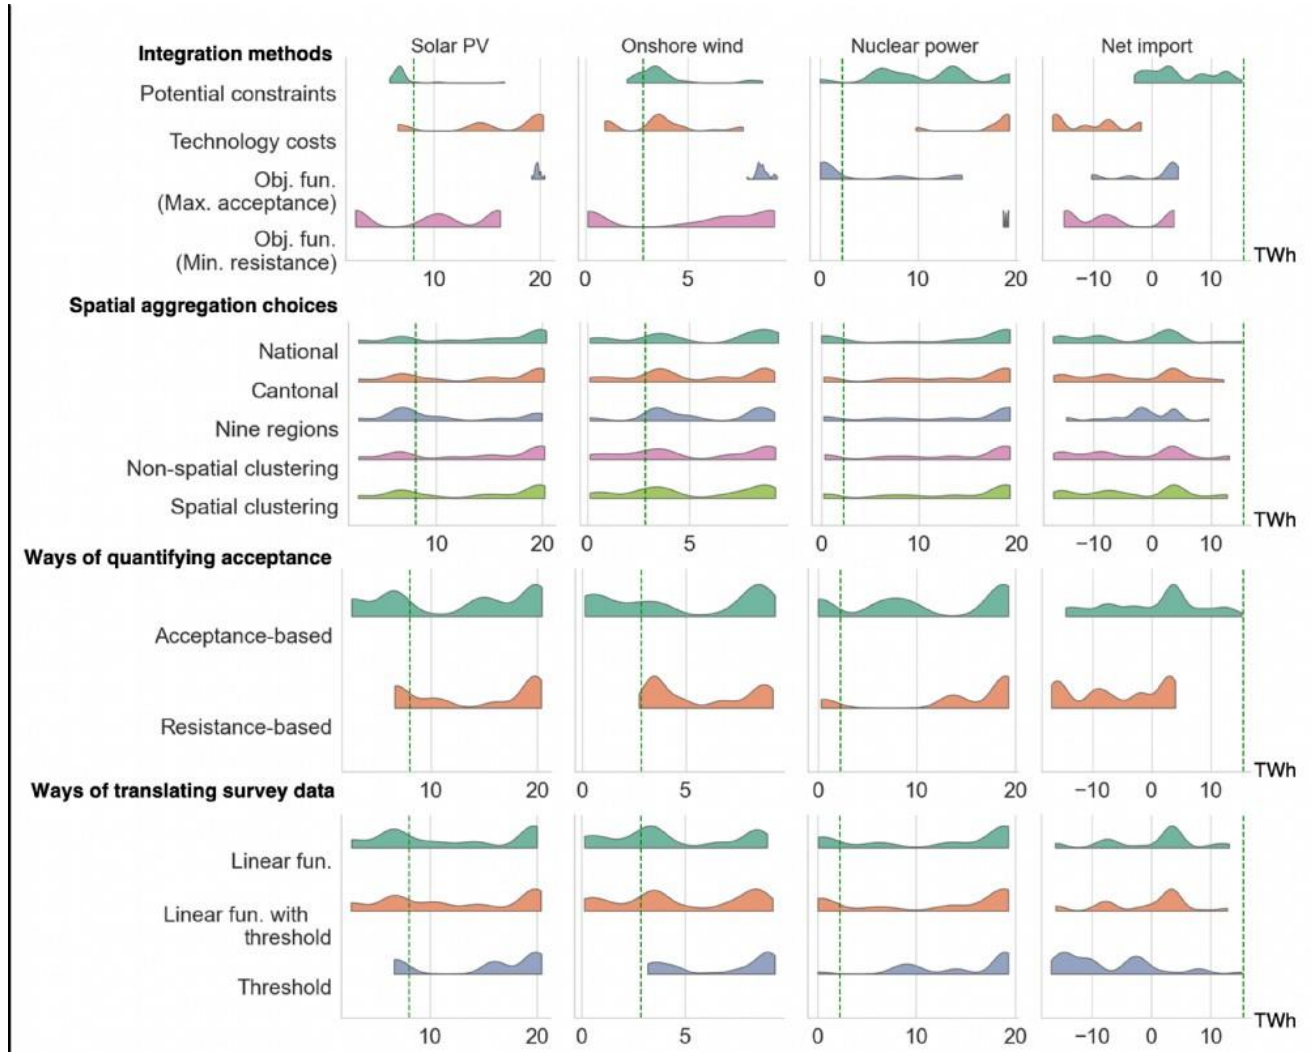 Integration methods
Solar PV
Onshore wind
Nuclear power
Net import
Potential constraints
Technology costs
Obj. fun.
(Max. acceptance)
Obj. fun.
(Min. resistance)
10 20 0 5 0 10 20 −10 0 10 TWh
Spatial aggregation choices
National
Cantonal
Nine regions
Non-spatial clustering
Spatial clustering
10 20 0 5 0 10 20 −10 0 10 TWh
Ways of quantifying acceptance
Acceptance-based
Resistance-based
10 20 0 5 0 10 20 −10 0 10 TWh
Ways of translating survey data
Linear fun.
Linear fun. with
threshold
Threshold
10 20 0 5 0 10 20 −10 0 10 TWh